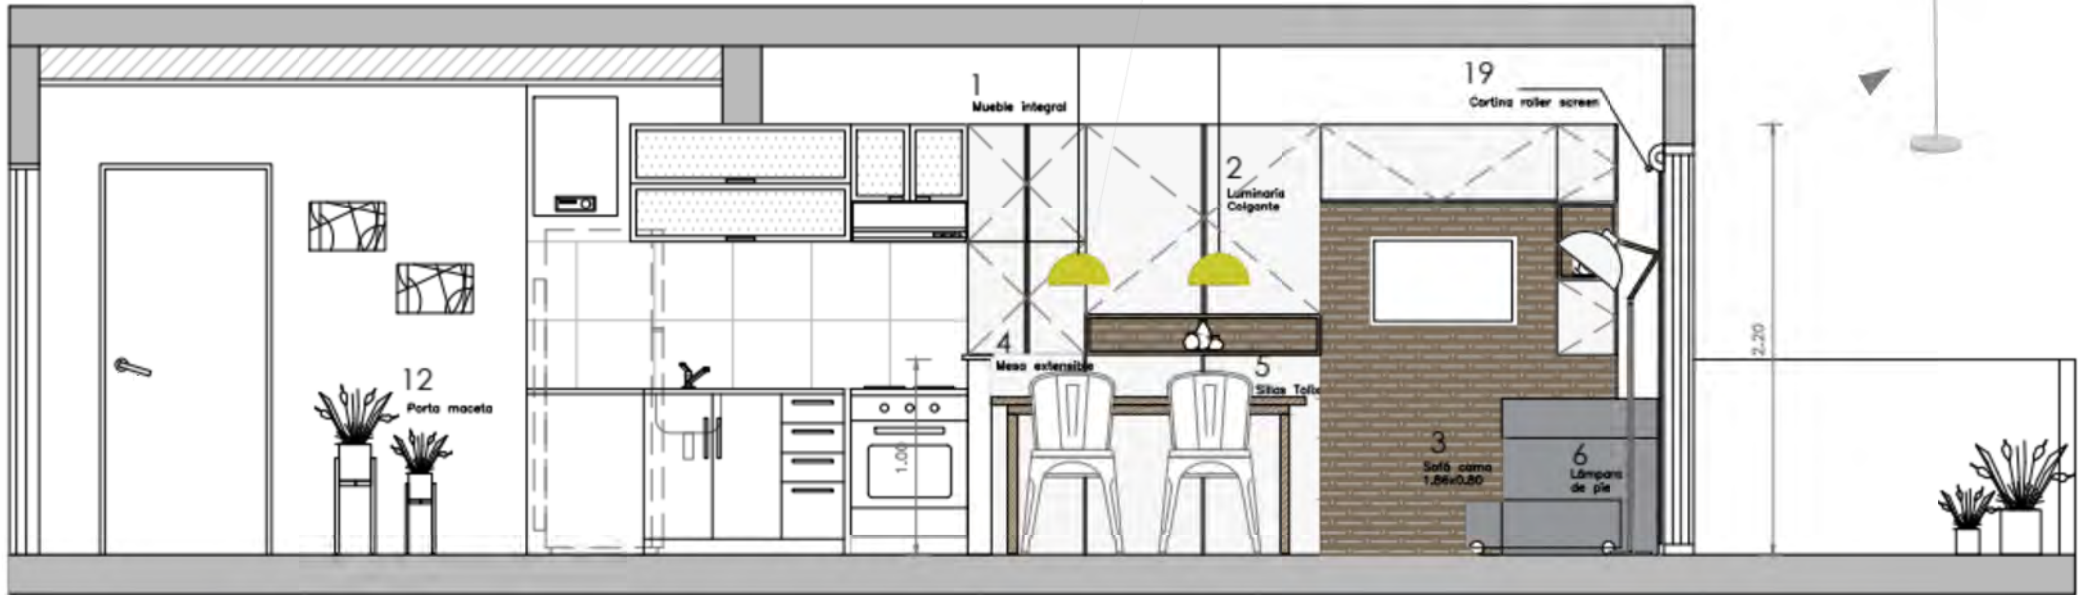 1
Mueble integral
19
Cortina roller screen
2
Luminaria
Colgante
2.20
4
Mesa extensible
5
Sillas Tolix
12
Porta maceta
1.00
3
Sofá cama
1.86x0.80
6
Lámpara
de pie